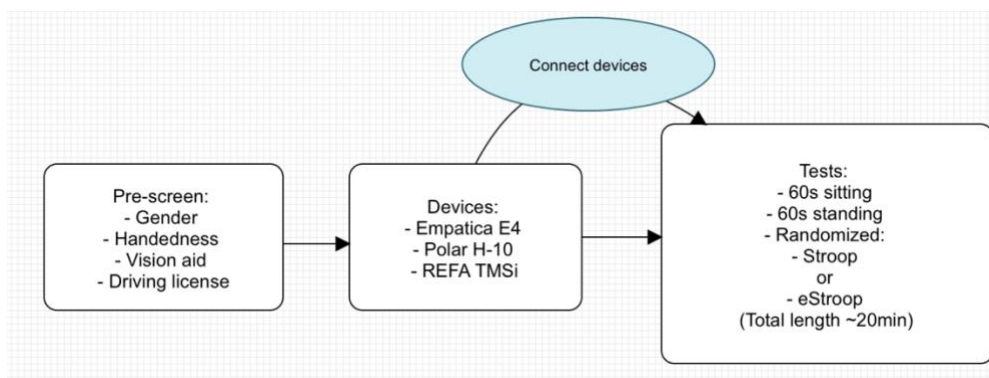 Connect devices
Pre-screen:
- Gender
- Handedness
- Vision aid
- Driving license
Devices:
- Empatica E4
- Polar H-10
- REFA TMSi
Tests:
- 60s sitting
- 60s standing
- Randomized:
- Stroop
or
- eStroop
(Total length ~20min)